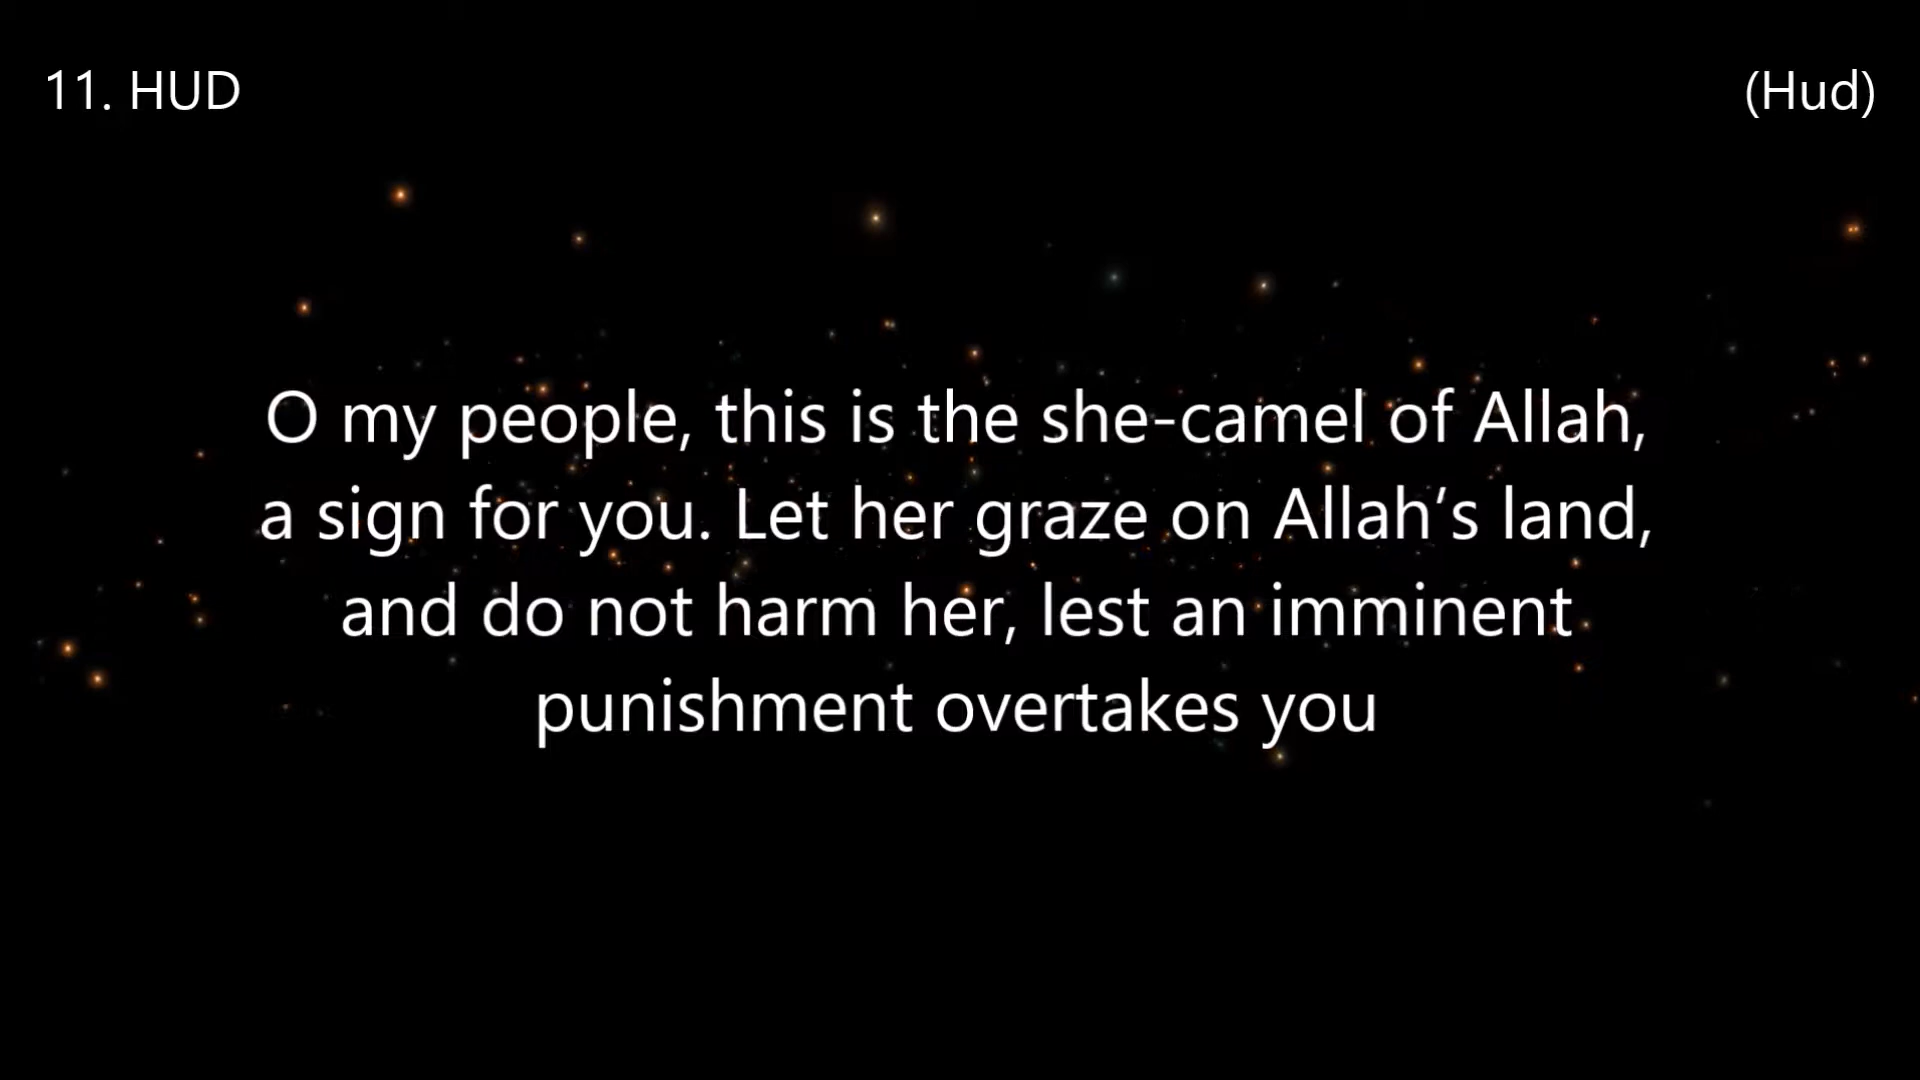 11. HUD
(Hud)
O my people, this is the she-camel of Allah,
a sign for you. Let her graze on Allah’s land,
and do not harm her, lest an imminent
punishment overtakes you